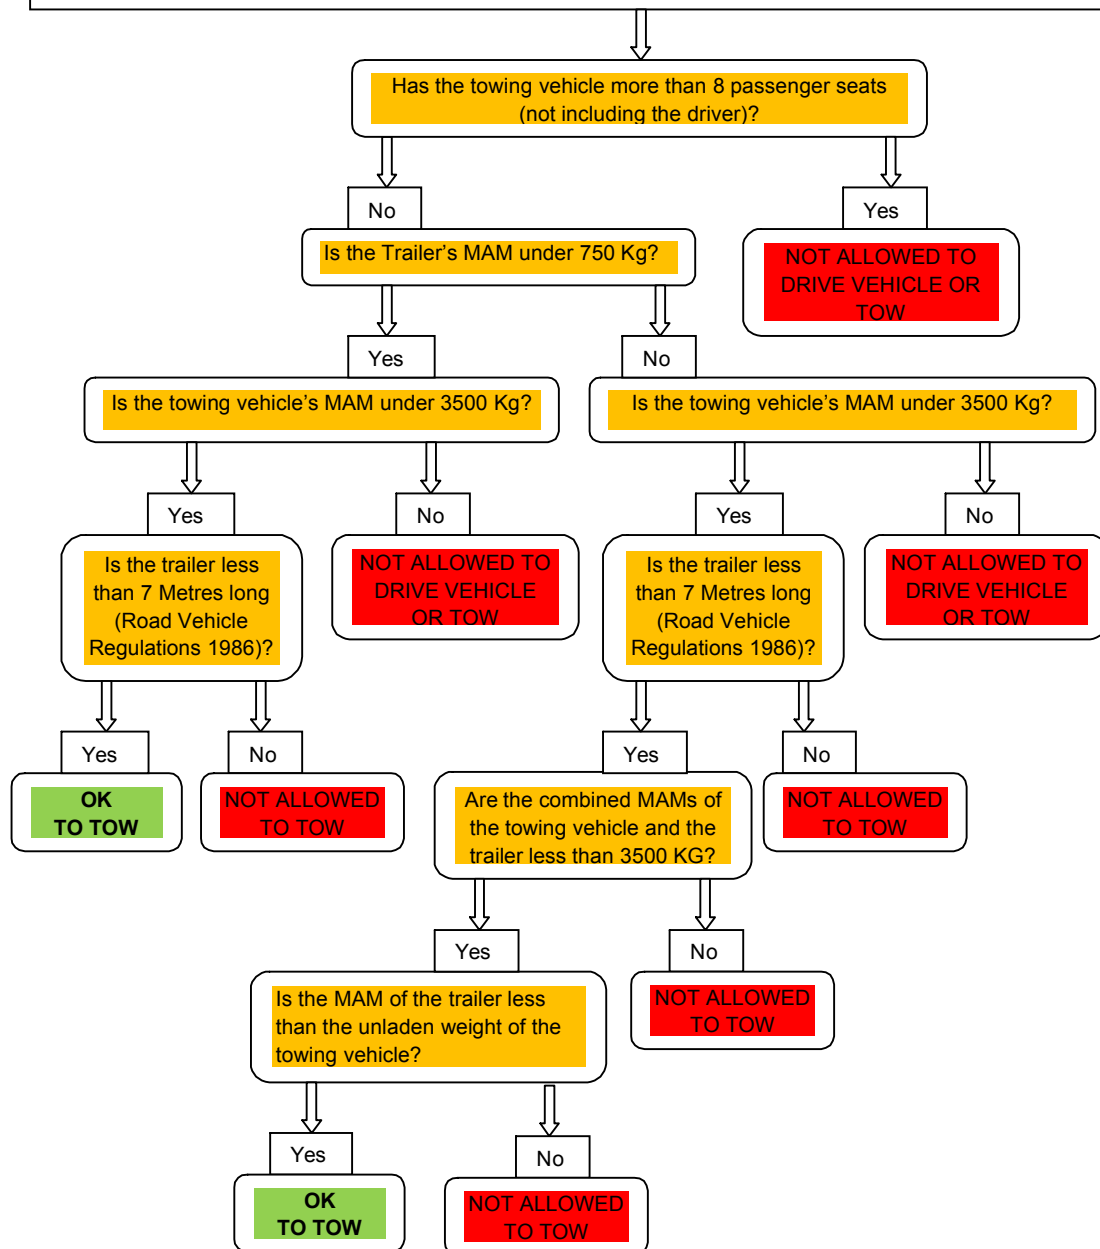 Has the towing vehicle more than 8 passenger seats
(not including the driver)?
No
Yes
Is the Trailer's MAM under 750 Kg?
NOT ALLOWED TO
DRIVE VEHICLE OR
TOW
Yes
No
Is the towing vehicle's MAM under 3500 Kg?
Is the towing vehicle's MAM under 3500 Kg?
Yes
No
Yes
No
Is the trailer less
than 7 Metres long
(Road Vehicle
Regulations 1986)?
NOT ALLOWED TO
DRIVE VEHICLE
OR TOW
Is the trailer less
than 7 Metres long
(Road Vehicle
Regulations 1986)?
NOT ALLOWED TO
DRIVE VEHICLE
OR TOW
Yes
No
Yes
No
OK
TO TOW
NOT ALLOWED
TO TOW
Are the combined MAMs of
the towing vehicle and the
trailer less than 3500 KG?
NOT ALLOWED
TO TOW
Yes
No
Is the MAM of the trailer less
than the unladen weight of the
towing vehicle?
NOT ALLOWED
TO TOW
Yes
No
OK
TO TOW
NOT ALLOWED
TO TOW